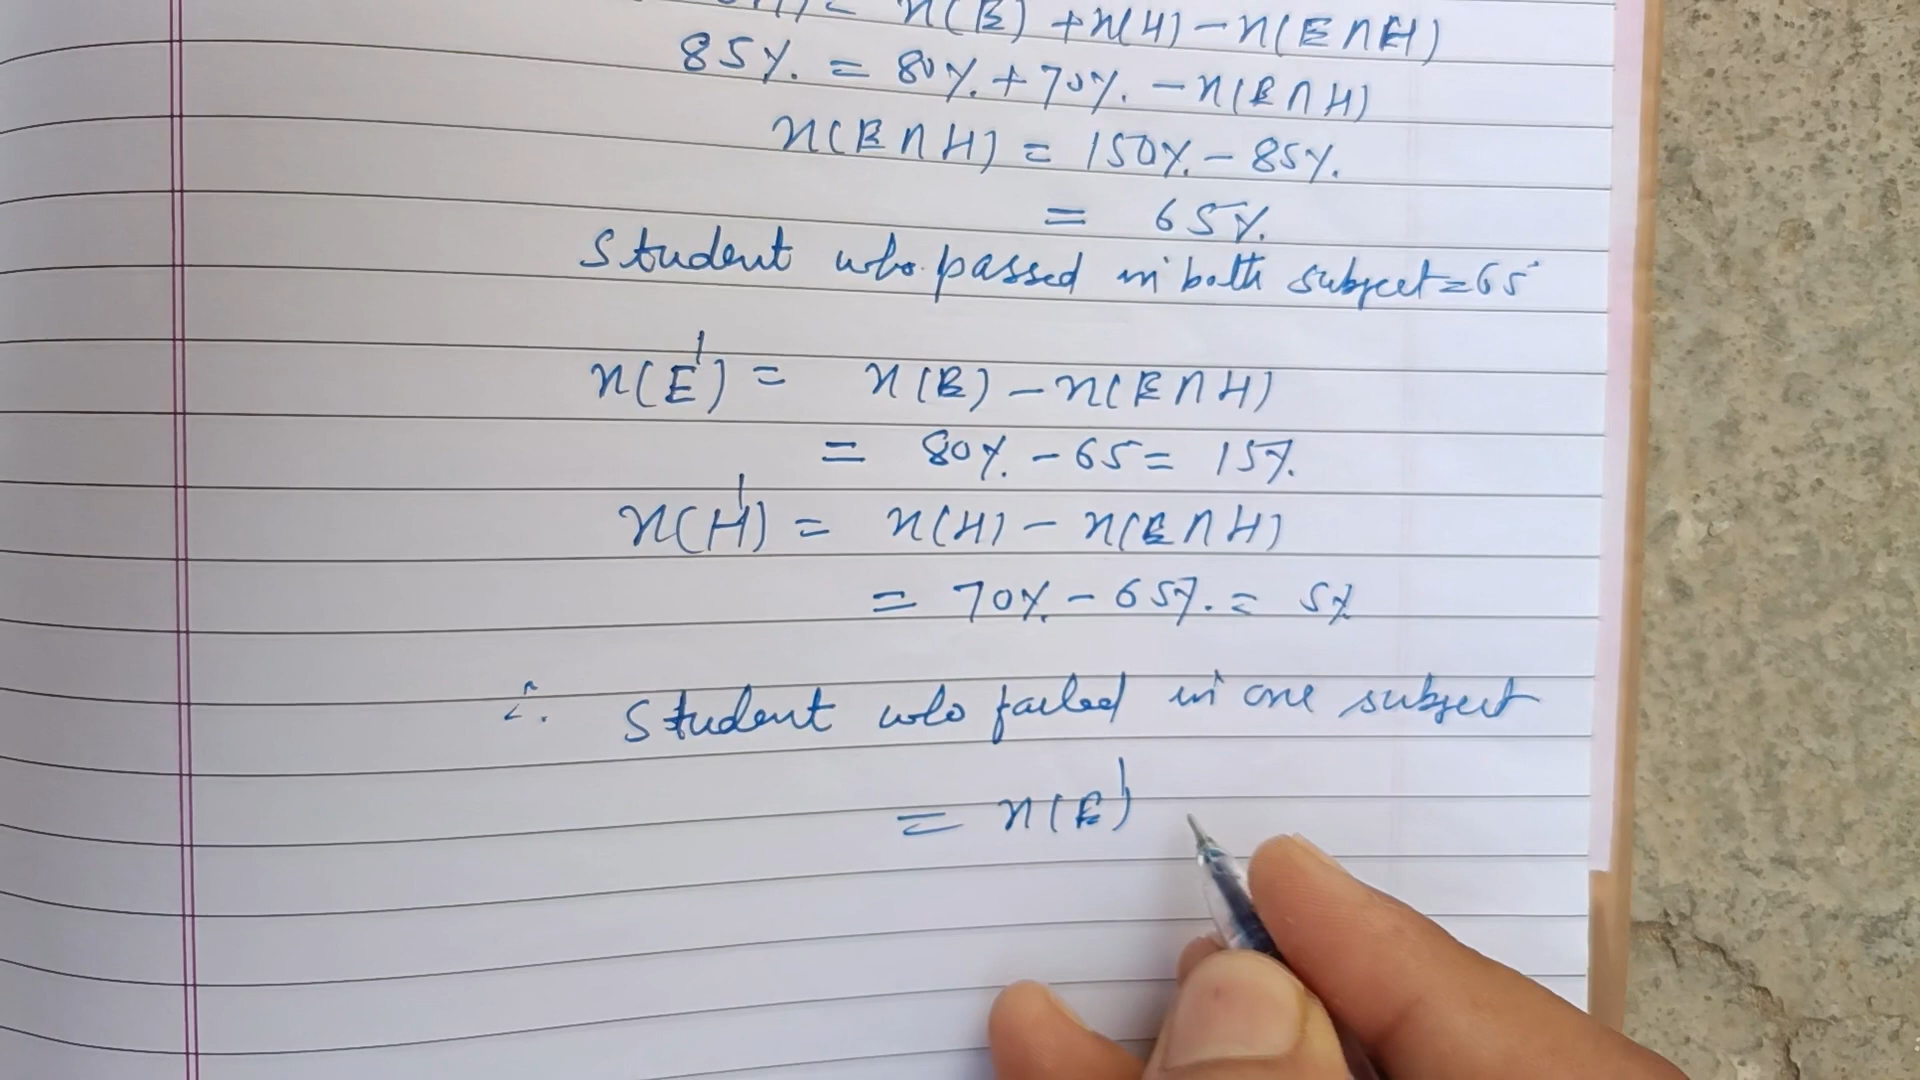 = n(E) + n(H) - n(E∩H)
85% = 80% + 70% - n(E∩H)
n(E∩H) = 150% - 85%
= 65%
Student who passed in both subject = 65
n(E') = n(E) - n(E∩H)
= 80% - 65 = 15%
n(H') = n(H) - n(E∩H)
= 70% - 65% = 5%
∴ Student who failed in one subject
= n(E')